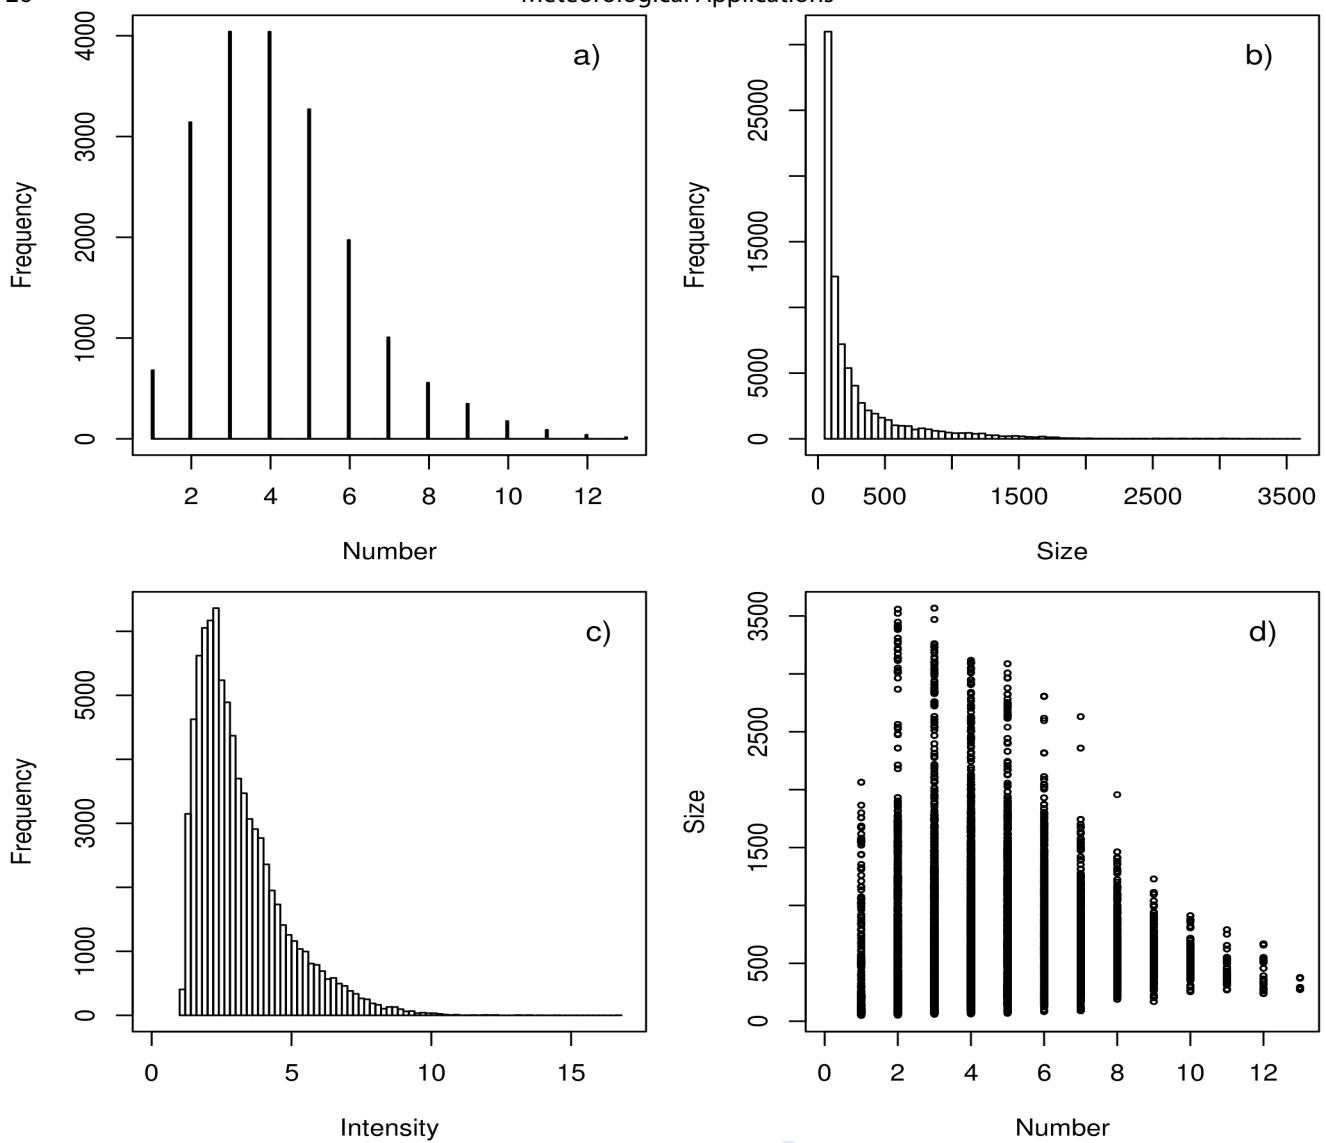 20 Meteorological Applications
a)
4000
3000
2000
1000
0
Frequency
2 4 6 8 10 12
Number
b)
25000
15000
5000
0
Frequency
0 500 1500 2500 3500
Size
c)
5000
3000
1000
0
Frequency
0 5 10 15
Intensity
d)
3500
2500
1500
500
0
Size
0 2 4 6 8 10 12
Number